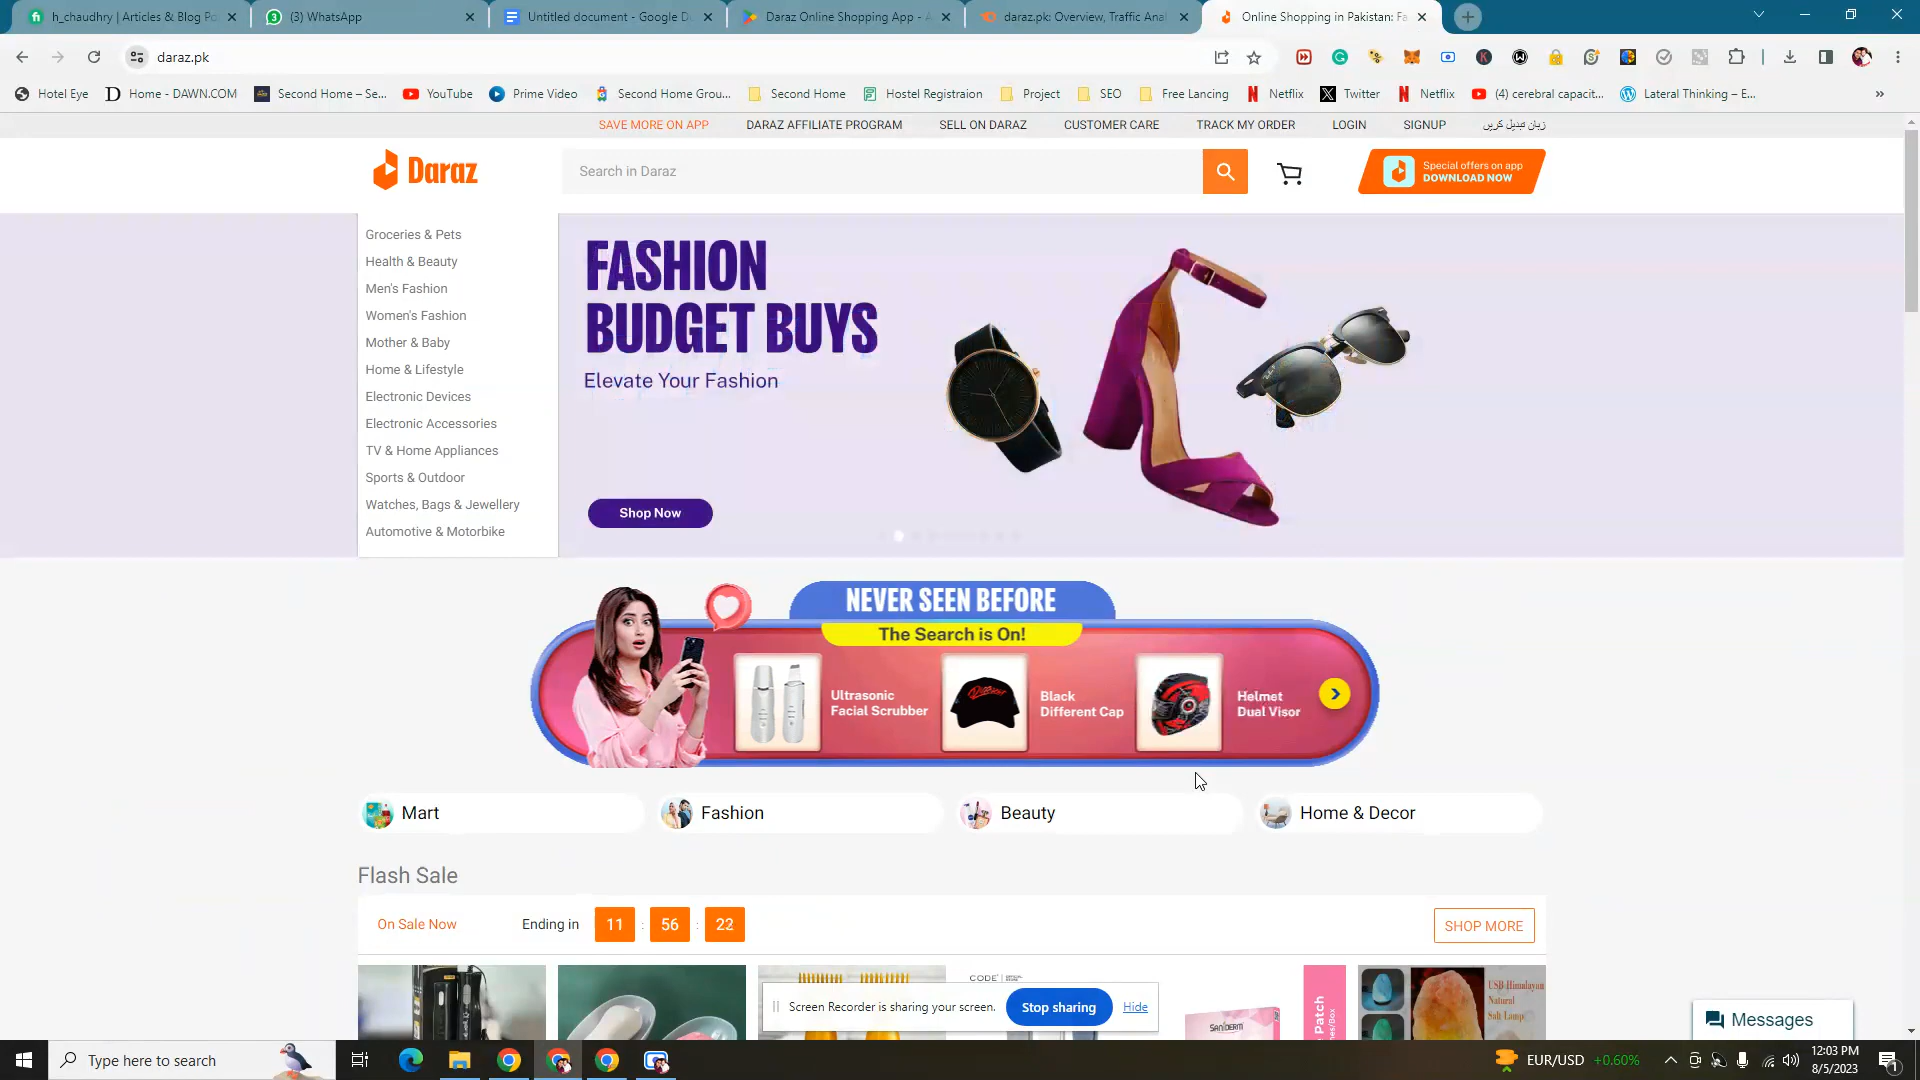 h_chaudhry | Articles & Blog Po
(3) WhatsApp
Untitled document - Google D
Daraz Online Shopping App - A
daraz.pk: Overview, Traffic Anal
Online Shopping in Pakistan: Fa
daraz.pk
Hotel Eye
Home - DAWN.COM
Second Home – Se...
YouTube
Prime Video
Second Home Grou...
Second Home
Hostel Registraion
Project
SEO
Free Lancing
Netflix
Twitter
Netflix
(4) cerebral capacit...
Lateral Thinking – E...
»
SAVE MORE ON APP
DARAZ AFFILIATE PROGRAM
SELL ON DARAZ
CUSTOMER CARE
TRACK MY ORDER
LOGIN
SIGNUP
زبان تبدیل کریں
Daraz
Search in Daraz
Special offers on app
DOWNLOAD NOW
Groceries & Pets
Health & Beauty
Men's Fashion
Women's Fashion
Mother & Baby
Home & Lifestyle
Electronic Devices
Electronic Accessories
TV & Home Appliances
Sports & Outdoor
Watches, Bags & Jewellery
Automotive & Motorbike
FASHION
BUDGET BUYS
Elevate Your Fashion
Shop Now
NEVER SEEN BEFORE
The Search is On!
Ultrasonic
Facial Scrubber
Black
Different Cap
Helmet
Dual Visor
Mart
Fashion
Beauty
Home & Decor
Flash Sale
On Sale Now
Ending in
11 : 56 : 22
SHOP MORE
CODE
SANIDERM
Patch
USB Himalayan
Natural
Salt Lamp
Screen Recorder is sharing your screen.
Stop sharing
Hide
Messages
Type here to search
EUR/USD +0.60%
12:03 PM
8/5/2023
1